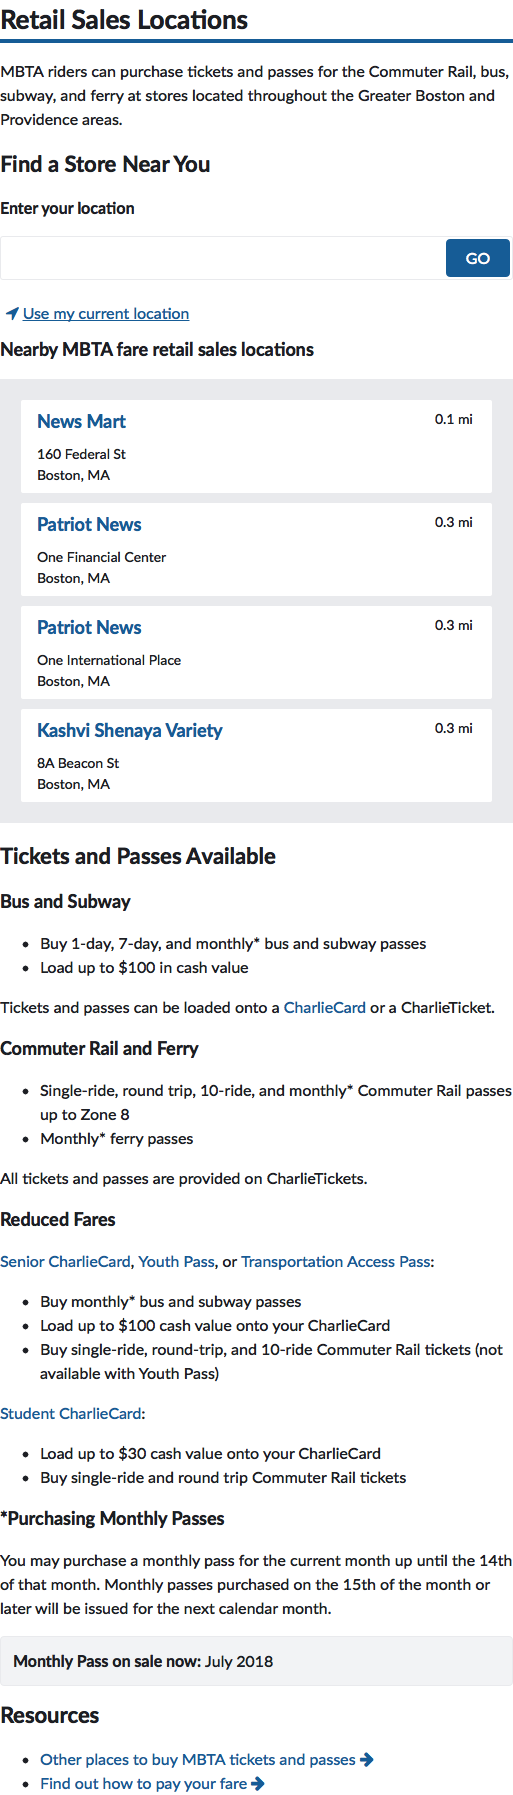 Retail Sales Locations
MBTA riders can purchase tickets and passes for the Commuter Rail, bus,
subway, and ferry at stores located throughout the Greater Boston and
Providence areas.
Find a Store Near You
Enter your location
GO
Use my current location
Nearby MBTA fare retail sales locations
News Mart 0.1 mi
160 Federal St
Boston, MA
Patriot News 0.3 mi
One Financial Center
Boston, MA
Patriot News 0.3 mi
One International Place
Boston, MA
Kashvi Shenaya Variety 0.3 mi
8A Beacon St
Boston, MA
Tickets and Passes Available
Bus and Subway
• Buy 1-day, 7-day, and monthly* bus and subway passes
• Load up to $100 in cash value
Tickets and passes can be loaded onto a CharlieCard or a CharlieTicket.
Commuter Rail and Ferry
• Single-ride, round trip, 10-ride, and monthly* Commuter Rail passes
up to Zone 8
• Monthly* ferry passes
All tickets and passes are provided on CharlieTickets.
Reduced Fares
Senior CharlieCard, Youth Pass, or Transportation Access Pass:
• Buy monthly* bus and subway passes
• Load up to $100 cash value onto your CharlieCard
• Buy single-ride, round-trip, and 10-ride Commuter Rail tickets (not
available with Youth Pass)
Student CharlieCard:
• Load up to $30 cash value onto your CharlieCard
• Buy single-ride and round trip Commuter Rail tickets
*Purchasing Monthly Passes
You may purchase a monthly pass for the current month up until the 14th
of that month. Monthly passes purchased on the 15th of the month or
later will be issued for the next calendar month.
Monthly Pass on sale now: July 2018
Resources
• Other places to buy MBTA tickets and passes →
• Find out how to pay your fare →